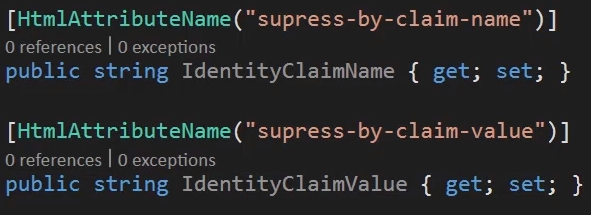 [HtmlAttributeName("supress-by-claim-name")]
0 references | 0 exceptions
public string IdentityClaimName { get; set; }
[HtmlAttributeName("supress-by-claim-value")]
0 references | 0 exceptions
public string IdentityClaimValue { get; set; }